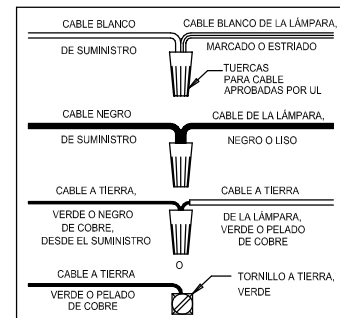 CABLE BLANCO
CABLE BLANCO DE LA LÁMPARA,
DE SUMINISTRO
MARCADO O ESTRIADO
TUERCAS
PARA CABLE
APROBADAS POR UL
CABLE NEGRO
CABLE DE LA LÁMPARA,
DE SUMINISTRO
NEGRO O LISO
CABLE A TIERRA,
CABLE A TIERRA
VERDE O NEGRO
DE COBRE,
DESDE EL SUMINISTRO
DE LA LÁMPARA,
VERDE O PELADO
DE COBRE
O
CABLE A TIERRA
TORNILLO A TIERRA,
VERDE
VERDE O PELADO
DE COBRE